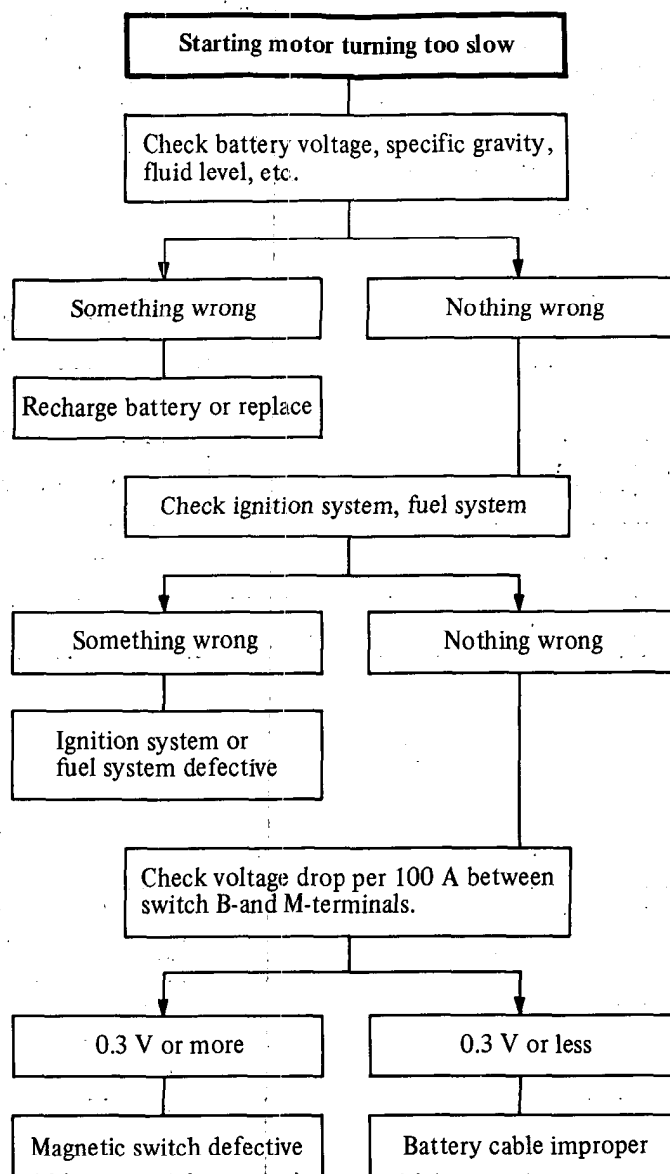 Starting motor turning too slow
Check battery voltage, specific gravity,
fluid level, etc.
Something wrong
Nothing wrong
Recharge battery or replace
Check ignition system, fuel system
Something wrong
Nothing wrong
Ignition system or
fuel system defective
Check voltage drop per 100 A between
switch B-and M-terminals.
0.3 V or more
0.3 V or less
Magnetic switch defective
Battery cable improper